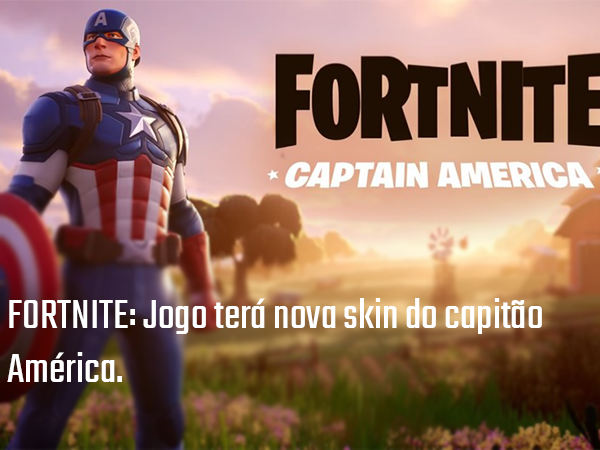 A
FORTNITE
CAPTAIN AMERICA
FORTNITE: Jogo terá nova skin do capitão
América.